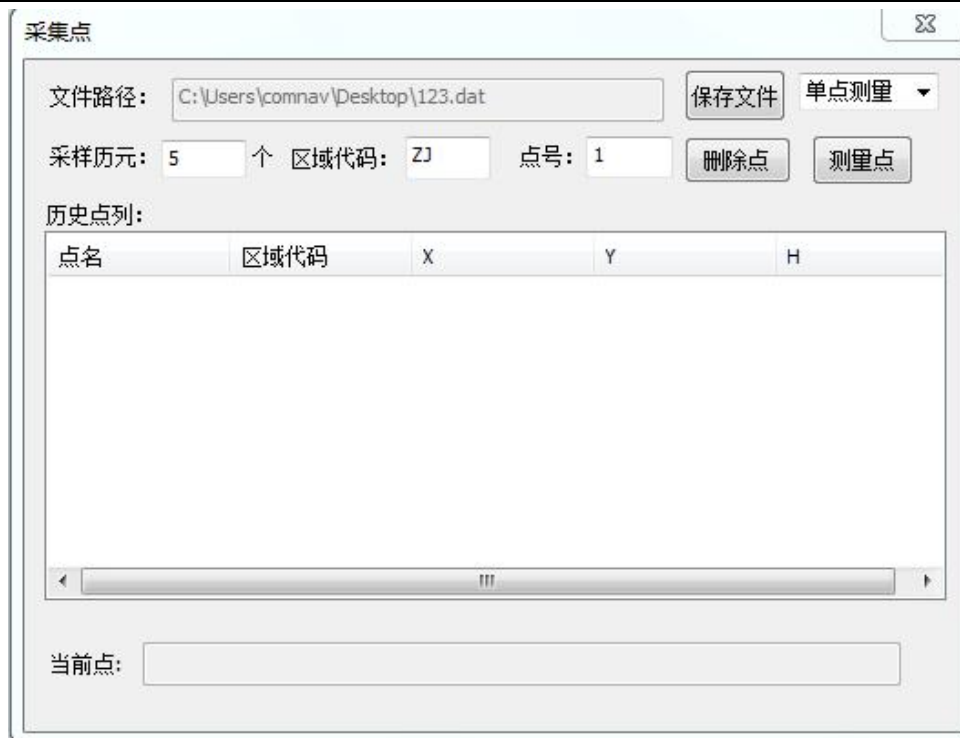 采集点
文件路径： C:\Users\comnav\Desktop\123.dat 保存文件 单点测量
采样历元： 5 个 区域代码： ZJ 点号： 1 删除点 测量点
历史点列：
点名 区域代码 X Y H
当前点: